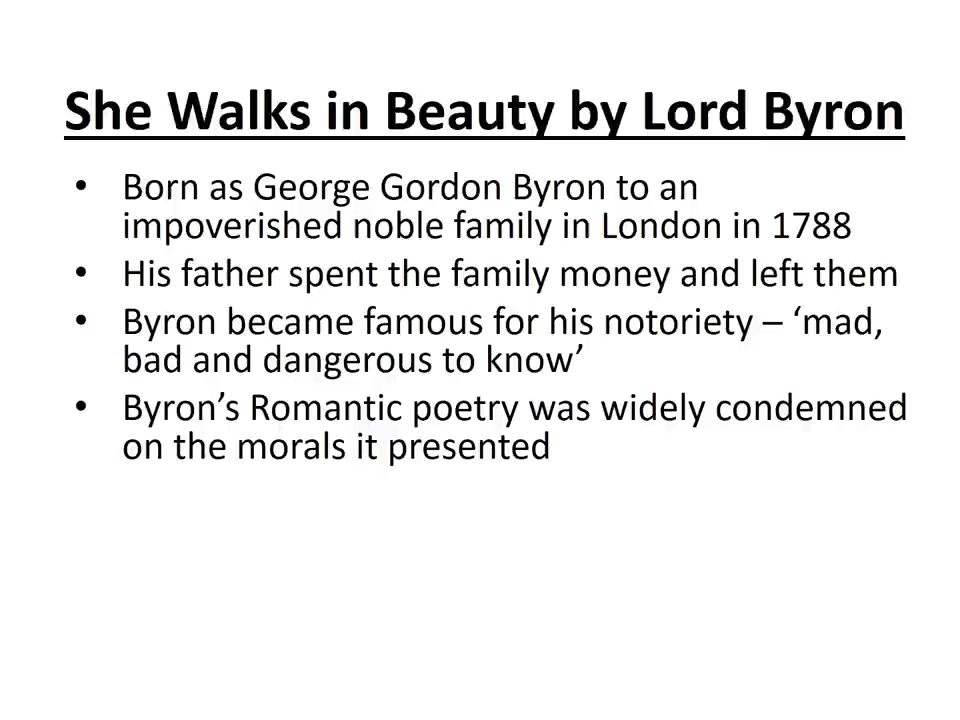 She Walks in Beauty by Lord Byron
• Born as George Gordon Byron to an
impoverished noble family in London in 1788
• His father spent the family money and left them
• Byron became famous for his notoriety – ‘mad,
bad and dangerous to know’
• Byron’s Romantic poetry was widely condemned
on the morals it presented